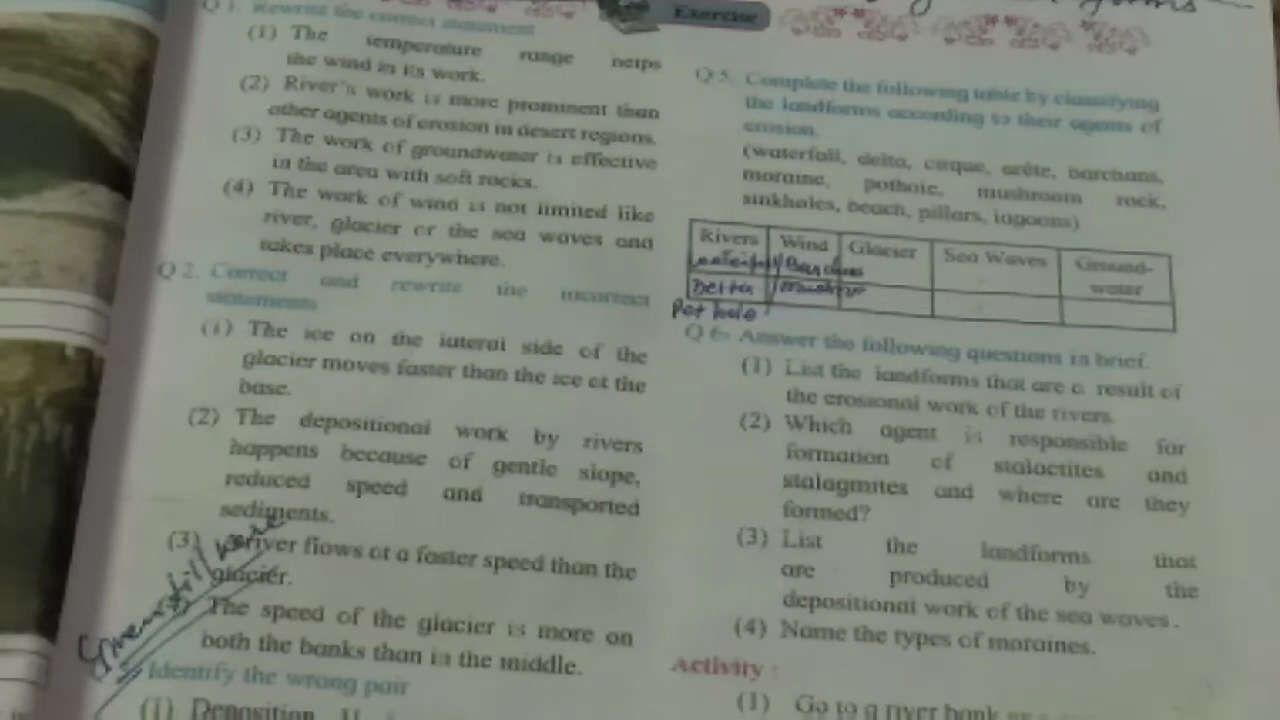 Exercise
Q 1. Rewrite the correct statement
(1) The temperature range helps
the wind in its work.
(2) River's work is more prominent than
other agents of erosion in desert regions.
(3) The work of groundwater is effective
in the area with soft rocks.
(4) The work of wind is not limited like
river, glacier or the sea waves and
takes place everywhere.
Q 2. Correct and rewrite the incorrect
statements
(1) The ice on the lateral side of the
glacier moves faster than the ice at the
base.
(2) The depositional work by rivers
happens because of gentle slope,
reduced speed and transported
sediments.
(3) river flows at a faster speed than the
glacier.
The speed of the glacier is more on
both the banks than in the middle.
Identify the wrong pair
(1) Deposition
Q 5. Complete the following table by classifying
the landforms according to their agents of
erosion.
(waterfall, delta, cirque, arête, barchans,
moraine, pothole, mushroom rock,
sinkholes, beach, pillars, lagoons)
Rivers Wind Glacier Sea Waves Ground-
water
Delta
Pot hole
Q 6. Answer the following questions in brief.
(1) List the landforms that are a result of
the erosional work of the rivers.
(2) Which agent is responsible for
formation of stalactites and
stalagmites and where are they
formed?
(3) List the landforms that
are produced by the
depositional work of the sea waves.
(4) Name the types of moraines.
Activity :
(1) Go to a river bank